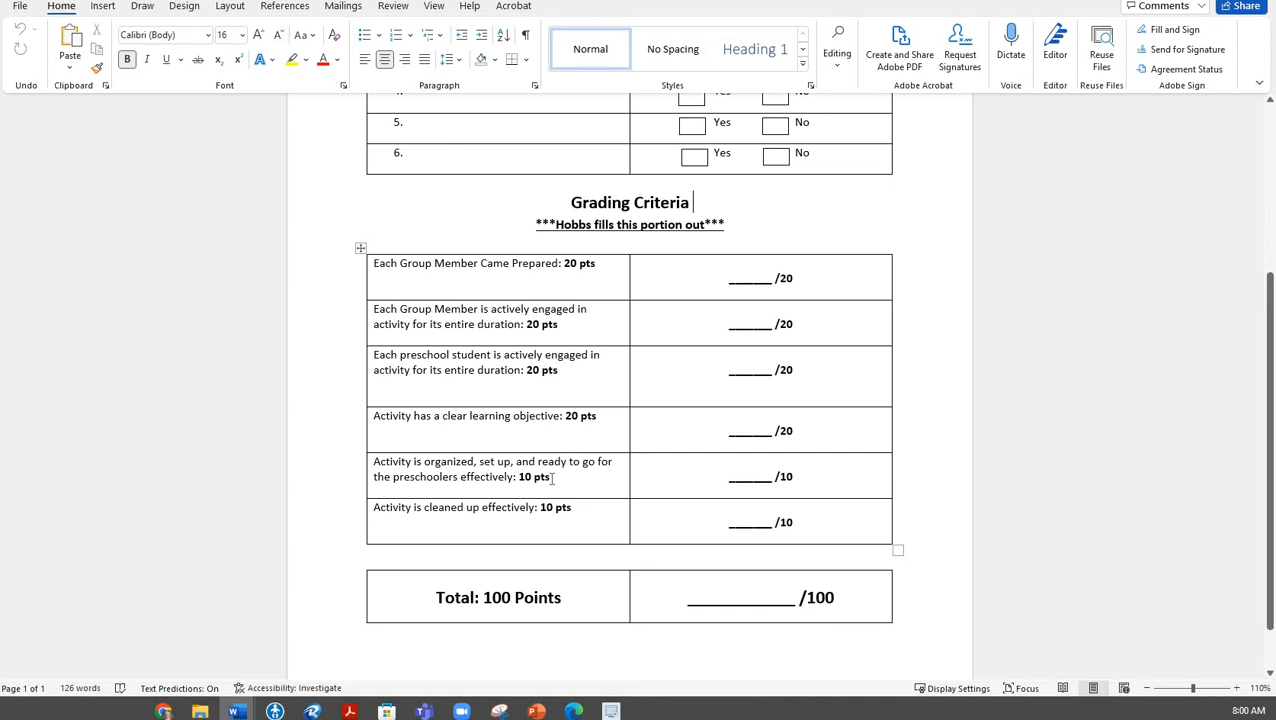 File Home Insert Draw Design Layout References Mailings Review View Help Acrobat Comments Share
Calibri (Body) 16 Aa
Paste
Normal No Spacing Heading 1
Editing
Create and Share Adobe PDF
Request Signatures
Fill and Sign
Send for Signature
Agreement Status
Reuse Files
Dictate
Editor
Undo Clipboard Font Paragraph Styles Adobe Acrobat Voice Editor Reuse Files Adobe Sign
Yes No
5. Yes No
6. Yes No
Grading Criteria
***Hobbs fills this portion out***
Each Group Member Came Prepared: 20 pts
______ /20
Each Group Member is actively engaged in
activity for its entire duration: 20 pts
______ /20
Each preschool student is actively engaged in
activity for its entire duration: 20 pts
______ /20
Activity has a clear learning objective: 20 pts
______ /20
Activity is organized, set up, and ready to go for
the preschoolers effectively: 10 pts
______ /10
Activity is cleaned up effectively: 10 pts
______ /10
Total: 100 Points ___________ /100
Page 1 of 1 126 words Text Predictions: On Accessibility: Investigate Display Settings Focus 110%
8:00 AM